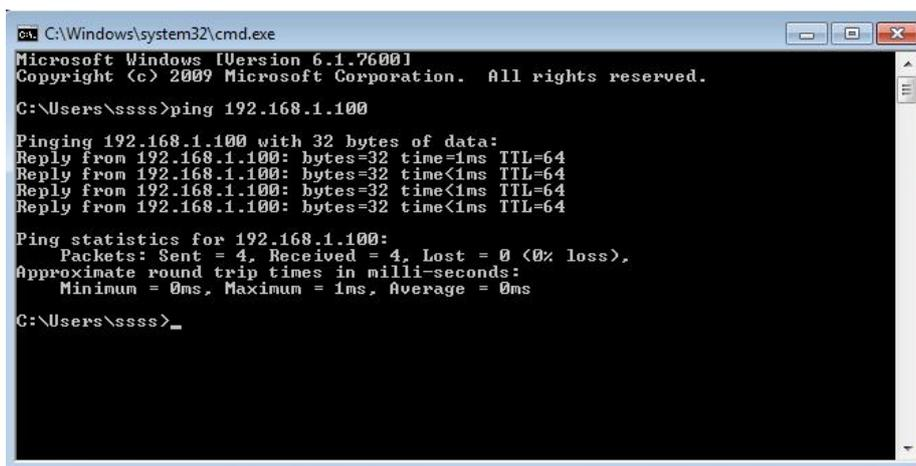 C:\Windows\system32\cmd.exe
Microsoft Windows [Version 6.1.7600]
Copyright (c) 2009 Microsoft Corporation.  All rights reserved.
C:\Users\ssss>ping 192.168.1.100
Pinging 192.168.1.100 with 32 bytes of data:
Reply from 192.168.1.100: bytes=32 time=1ms TTL=64
Reply from 192.168.1.100: bytes=32 time<1ms TTL=64
Reply from 192.168.1.100: bytes=32 time<1ms TTL=64
Reply from 192.168.1.100: bytes=32 time<1ms TTL=64
Ping statistics for 192.168.1.100:
    Packets: Sent = 4, Received = 4, Lost = 0 (0% loss),
Approximate round trip times in milli-seconds:
    Minimum = 0ms, Maximum = 1ms, Average = 0ms
C:\Users\ssss>_